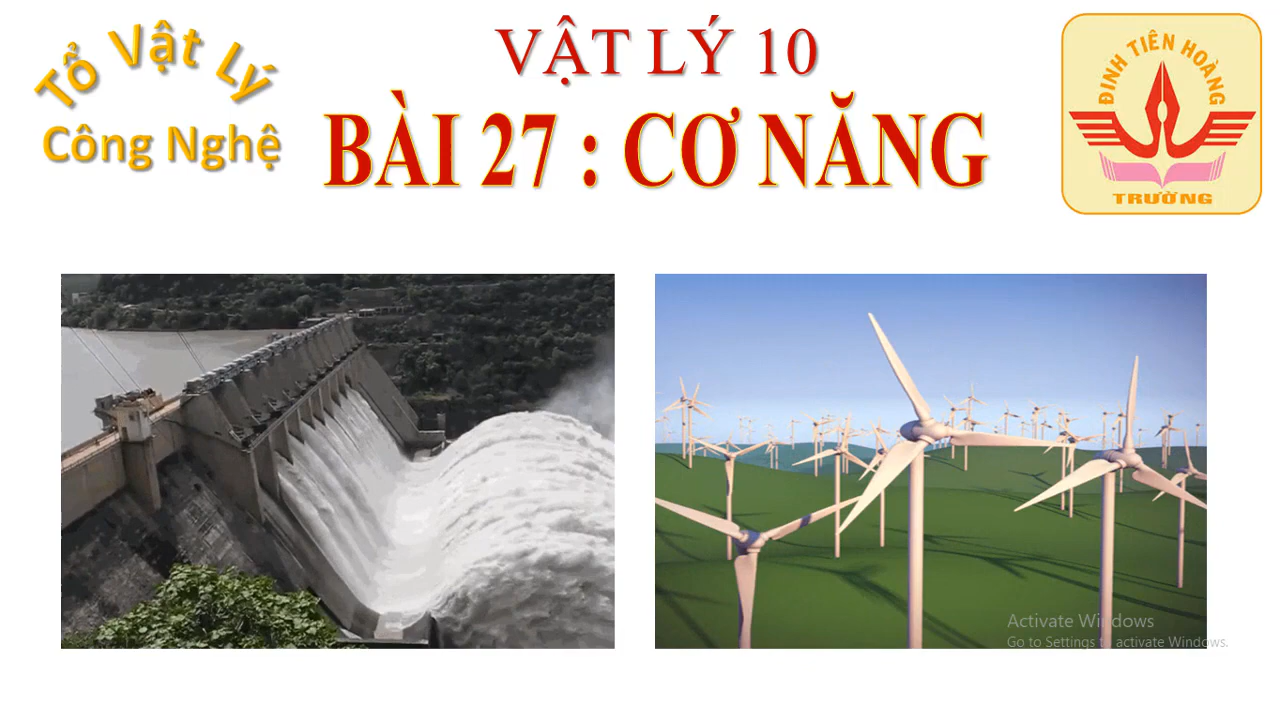 Tổ Vật Lý
Công Nghệ
VẬT LÝ 10
BÀI 27 : CƠ NĂNG
ĐINH TIÊN HOÀNG
TRƯỜNG
Activate Windows
Go to Settings to activate Windows.